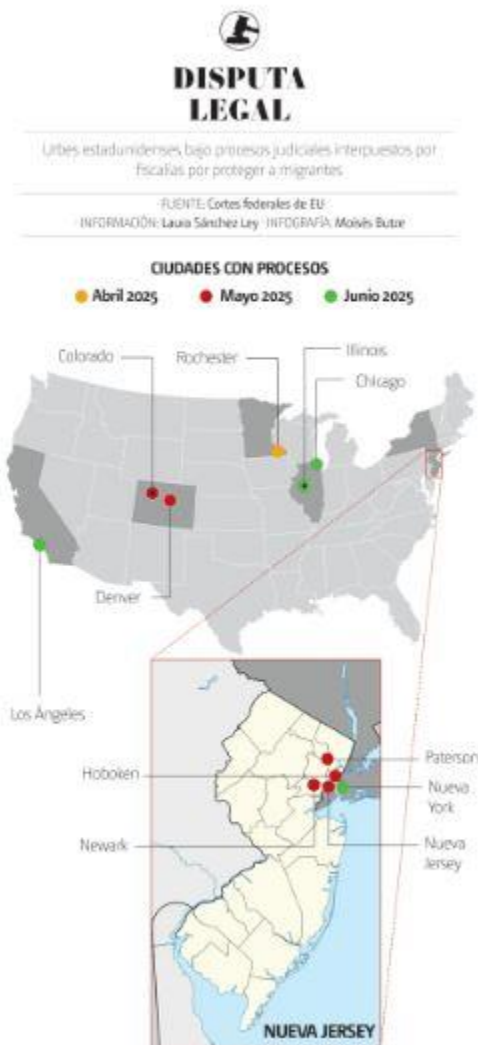 DISPUTA
LEGAL
Urbes estadunidenses bajo procesos judiciales interpuestos por
fiscalías por proteger a migrantes
FUENTE: Cortes federales de EU
INFORMACIÓN: Laura Sánchez Ley INFOGRAFÍA: Moisés Butze
CIUDADES CON PROCESOS
Abril 2025 Mayo 2025 Junio 2025
Colorado
Rochester
Illinois
Chicago
Denver
Los Ángeles
Hoboken
Paterson
Nueva
York
Newark
Nueva
Jersey
NUEVA JERSEY